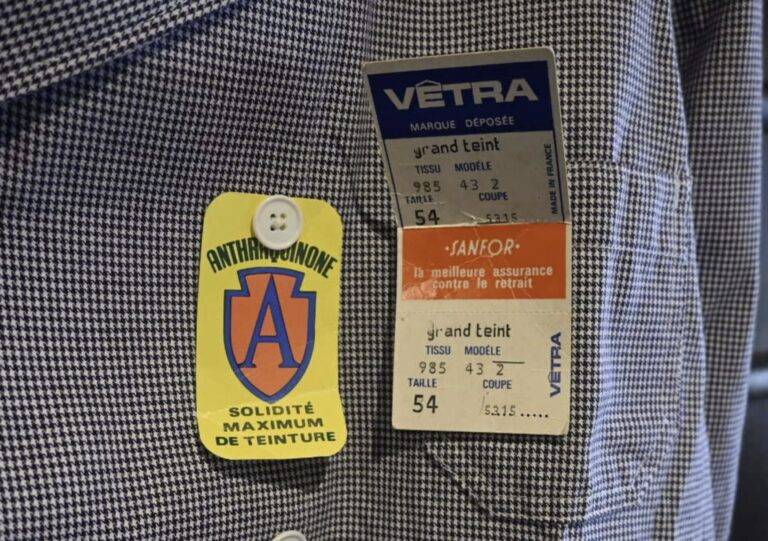 ANTHRAQUINONE
A
SOLIDITÉ
MAXIMUM
DE TEINTURE
VÊTRA
MARQUE DÉPOSÉE
grand teint
TISSU MODÈLE
985 43 2
TAILLE COUPE
54 5315
MADE IN FRANCE
·SANFOR·
la meilleure assurance
contre le retrait
grand teint
TISSU MODÈLE
985 43 2
TAILLE COUPE
54 5315.....
VÊTRA